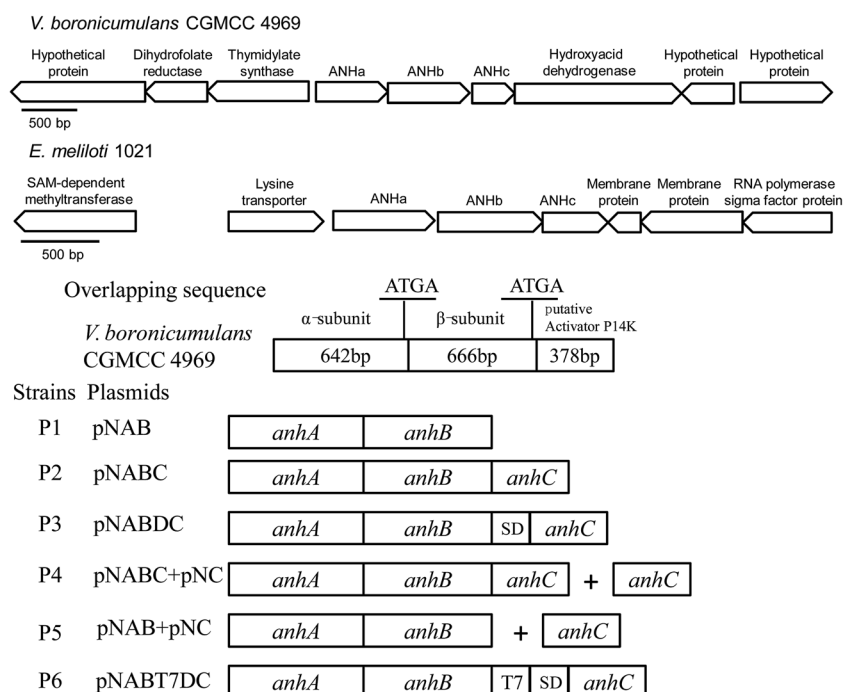 V. boronicumulans CGMCC 4969
Hypothetical protein
Dihydrofolate reductase
Thymidylate synthase
ANHa
ANHb
ANHc
Hydroxyacid dehydrogenase
Hypothetical protein
Hypothetical protein
500 bp
E. meliloti 1021
SAM-dependent methyltransferase
Lysine transporter
ANHa
ANHb
ANHc
Membrane protein
Membrane protein
RNA polymerase sigma factor protein
500 bp
Overlapping sequence
ATGA
ATGA
α-subunit
β-subunit
putative
Activator P14K
V. boronicumulans
CGMCC 4969
642bp
666bp
378bp
Strains Plasmids
P1 pNAB anhA anhB
P2 pNABC anhA anhB anhC
P3 pNABDC anhA anhB SD anhC
P4 pNABC+pNC anhA anhB anhC + anhC
P5 pNAB+pNC anhA anhB + anhC
P6 pNABT7DC anhA anhB T7 SD anhC